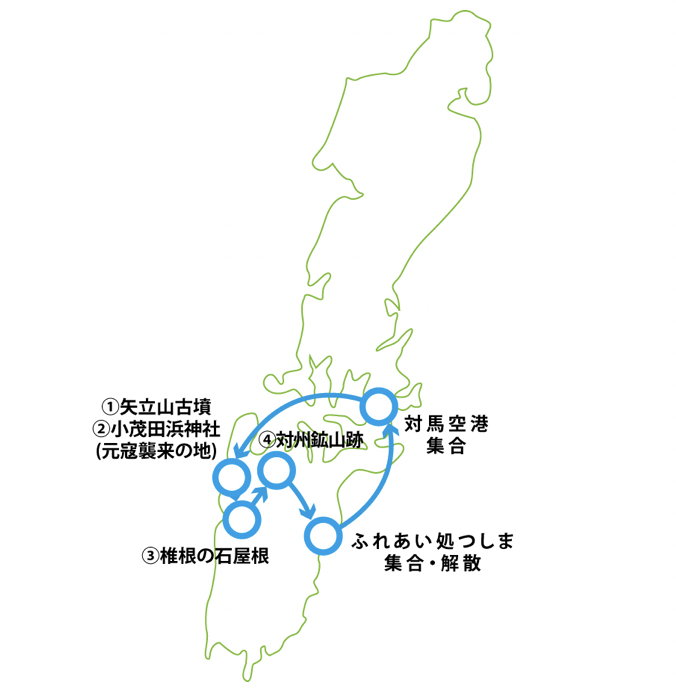 ①矢立山古墳
②小茂田浜神社
(元寇襲来の地)
④対州鉱山跡
対馬空港
集合
③椎根の石屋根
ふれあい処つしま
集合・解散